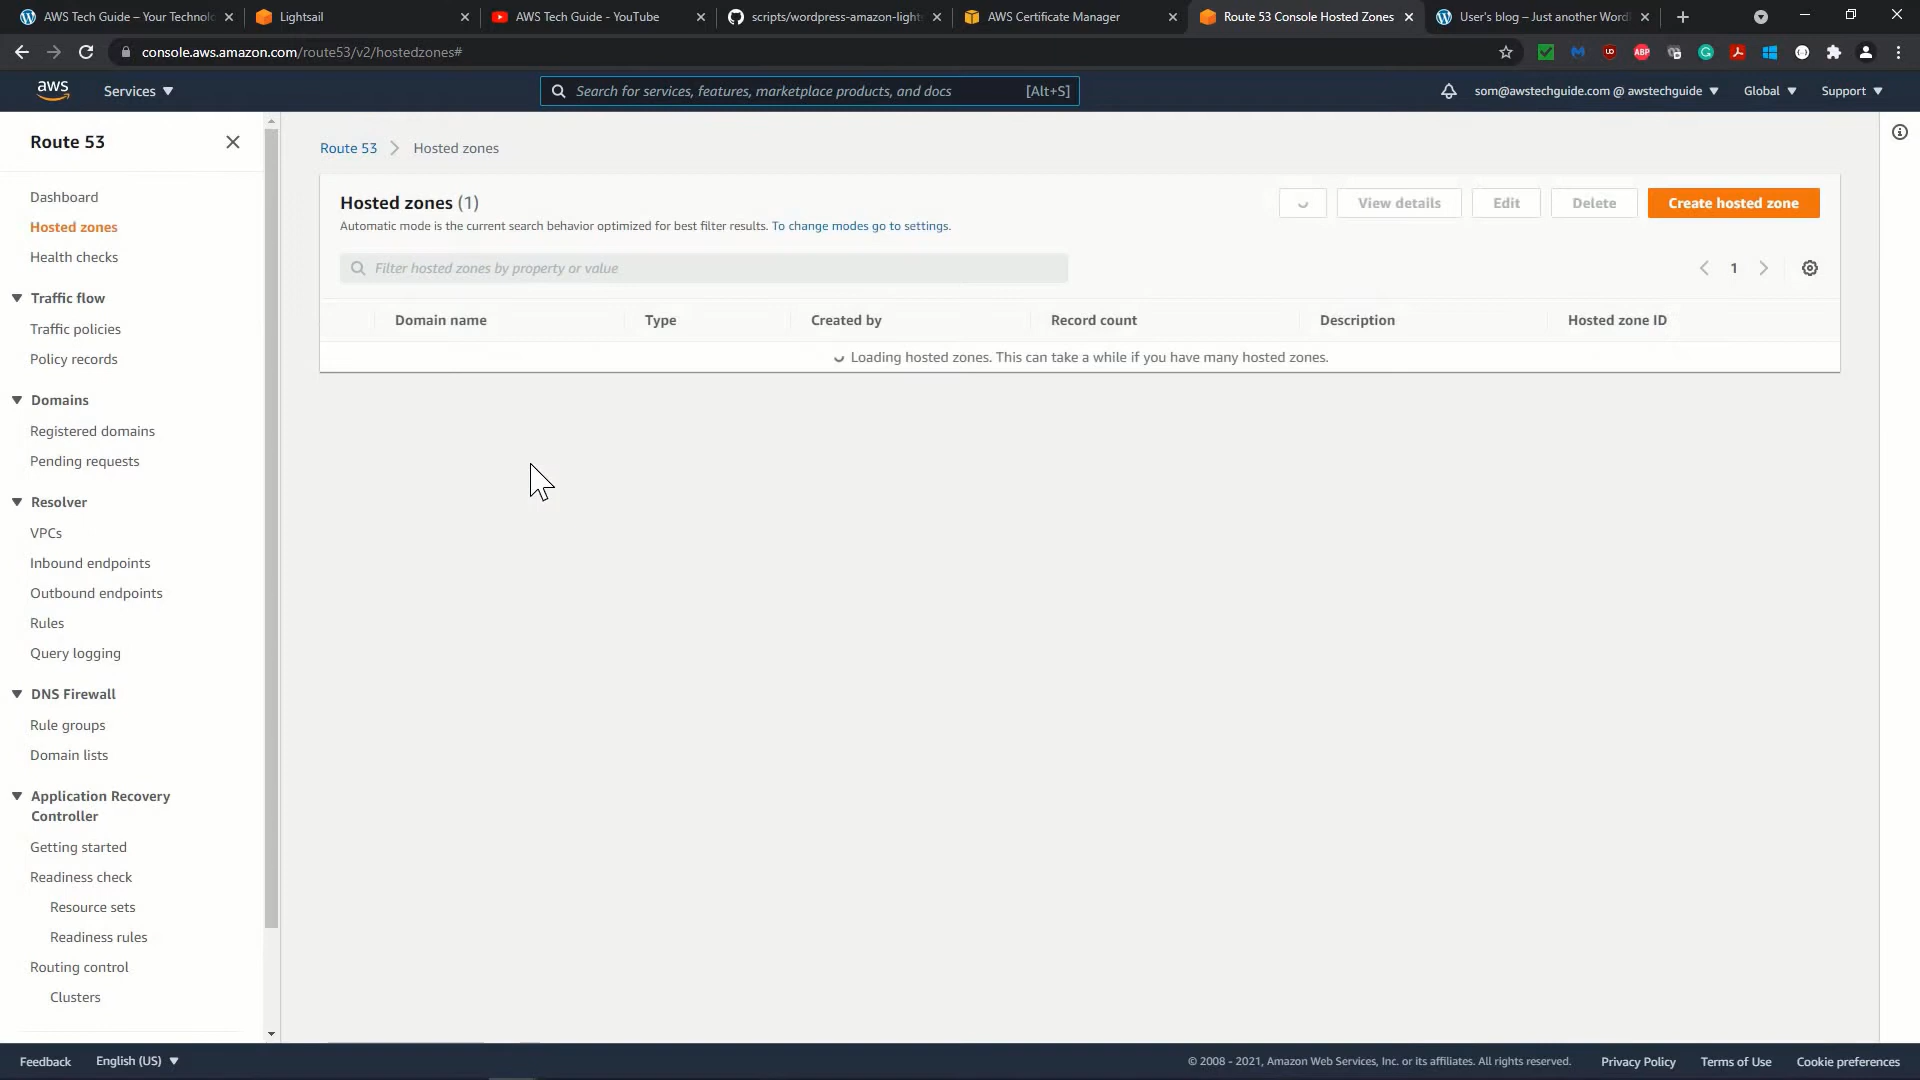 AWS Tech Guide – Your Technolo
Lightsail
AWS Tech Guide - YouTube
scripts/wordpress-amazon-light
AWS Certificate Manager
Route 53 Console Hosted Zones
User's blog – Just another Word
console.aws.amazon.com/route53/v2/hostedzones#
aws
Services
Search for services, features, marketplace products, and docs
[Alt+S]
som@awstechguide.com @ awstechguide
Global
Support
Route 53
Dashboard
Hosted zones
Health checks
Traffic flow
Traffic policies
Policy records
Domains
Registered domains
Pending requests
Resolver
VPCs
Inbound endpoints
Outbound endpoints
Rules
Query logging
DNS Firewall
Rule groups
Domain lists
Application Recovery
Controller
Getting started
Readiness check
Resource sets
Readiness rules
Routing control
Clusters
Route 53
Hosted zones
Hosted zones (1)
Automatic mode is the current search behavior optimized for best filter results. To change modes go to settings.
View details
Edit
Delete
Create hosted zone
Filter hosted zones by property or value
1
Domain name
Type
Created by
Record count
Description
Hosted zone ID
Loading hosted zones. This can take a while if you have many hosted zones.
Feedback
English (US)
© 2008 - 2021, Amazon Web Services, Inc. or its affiliates. All rights reserved.
Privacy Policy
Terms of Use
Cookie preferences